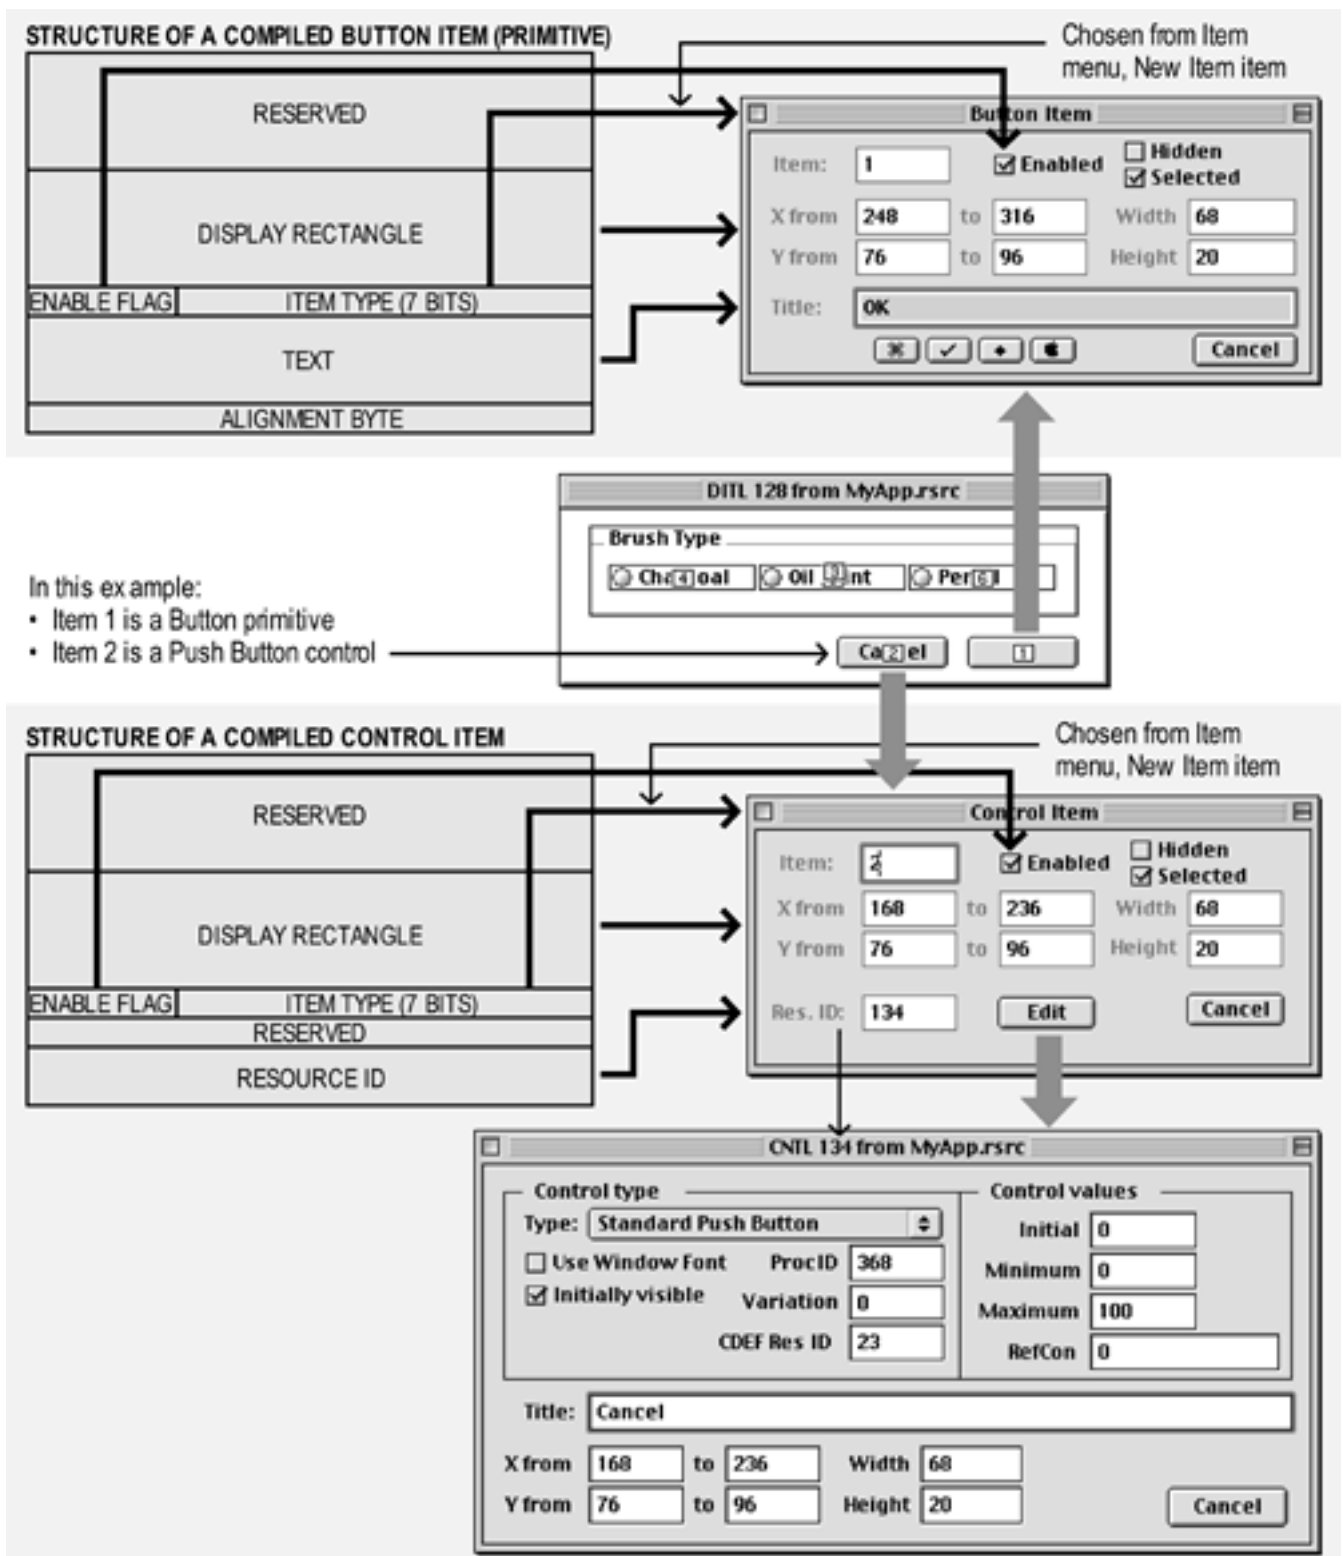 STRUCTURE OF A COMPILED BUTTON ITEM (PRIMITIVE)
Chosen from Item
menu, New Item item
RESERVED
DISPLAY RECTANGLE
ENABLE FLAG ITEM TYPE (7 BITS)
TEXT
ALIGNMENT BYTE
Button Item
Item: 1 Enabled Hidden
Selected
X from 248 to 316 Width 68
Y from 76 to 96 Height 20
Title: OK
Cancel
DITL 128 from MyApp.rsrc
Brush Type
4 Oil 3 6
2 1
In this example:
• Item 1 is a Button primitive
• Item 2 is a Push Button control
STRUCTURE OF A COMPILED CONTROL ITEM
Chosen from Item
menu, New Item item
RESERVED
DISPLAY RECTANGLE
ENABLE FLAG ITEM TYPE (7 BITS)
RESERVED
RESOURCE ID
Control Item
Item: 2 Enabled Hidden
Selected
X from 168 to 236 Width 68
Y from 76 to 96 Height 20
Res. ID: 134 Edit Cancel
CNTL 134 from MyApp.rsrc
Control type Control values
Type: Standard Push Button Initial 0
Use Window Font ProcID 368 Minimum 0
Initially visible Variation 0 Maximum 100
CDEF Res ID 23 RefCon 0
Title: Cancel
X from 168 to 236 Width 68
Y from 76 to 96 Height 20
Cancel